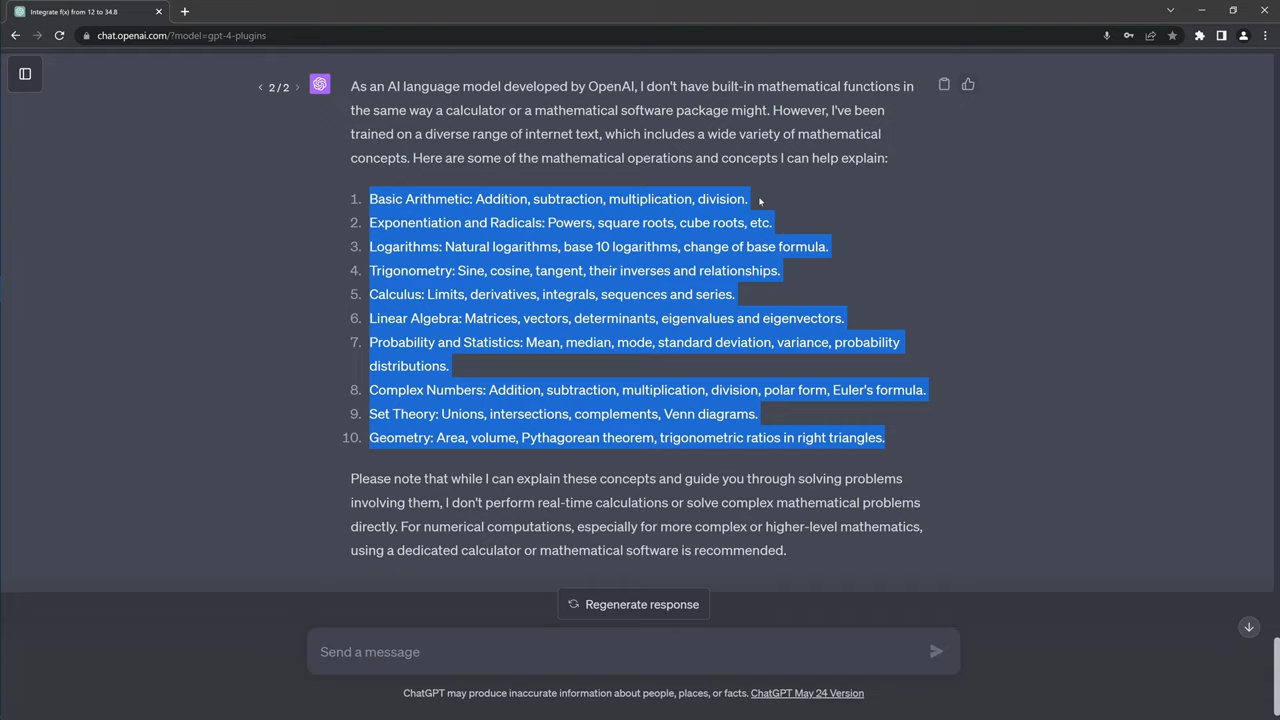 Integrate f(x) from 12 to 34.8
chat.openai.com/?model=gpt-4-plugins
2 / 2
As an AI language model developed by OpenAI, I don't have built-in mathematical functions in
the same way a calculator or a mathematical software package might. However, I've been
trained on a diverse range of internet text, which includes a wide variety of mathematical
concepts. Here are some of the mathematical operations and concepts I can help explain:
1. Basic Arithmetic: Addition, subtraction, multiplication, division.
2. Exponentiation and Radicals: Powers, square roots, cube roots, etc.
3. Logarithms: Natural logarithms, base 10 logarithms, change of base formula.
4. Trigonometry: Sine, cosine, tangent, their inverses and relationships.
5. Calculus: Limits, derivatives, integrals, sequences and series.
6. Linear Algebra: Matrices, vectors, determinants, eigenvalues and eigenvectors.
7. Probability and Statistics: Mean, median, mode, standard deviation, variance, probability
distributions.
8. Complex Numbers: Addition, subtraction, multiplication, division, polar form, Euler's formula.
9. Set Theory: Unions, intersections, complements, Venn diagrams.
10. Geometry: Area, volume, Pythagorean theorem, trigonometric ratios in right triangles.
Please note that while I can explain these concepts and guide you through solving problems
involving them, I don't perform real-time calculations or solve complex mathematical problems
directly. For numerical computations, especially for more complex or higher-level mathematics,
using a dedicated calculator or mathematical software is recommended.
Regenerate response
Send a message
ChatGPT may produce inaccurate information about people, places, or facts. ChatGPT May 24 Version